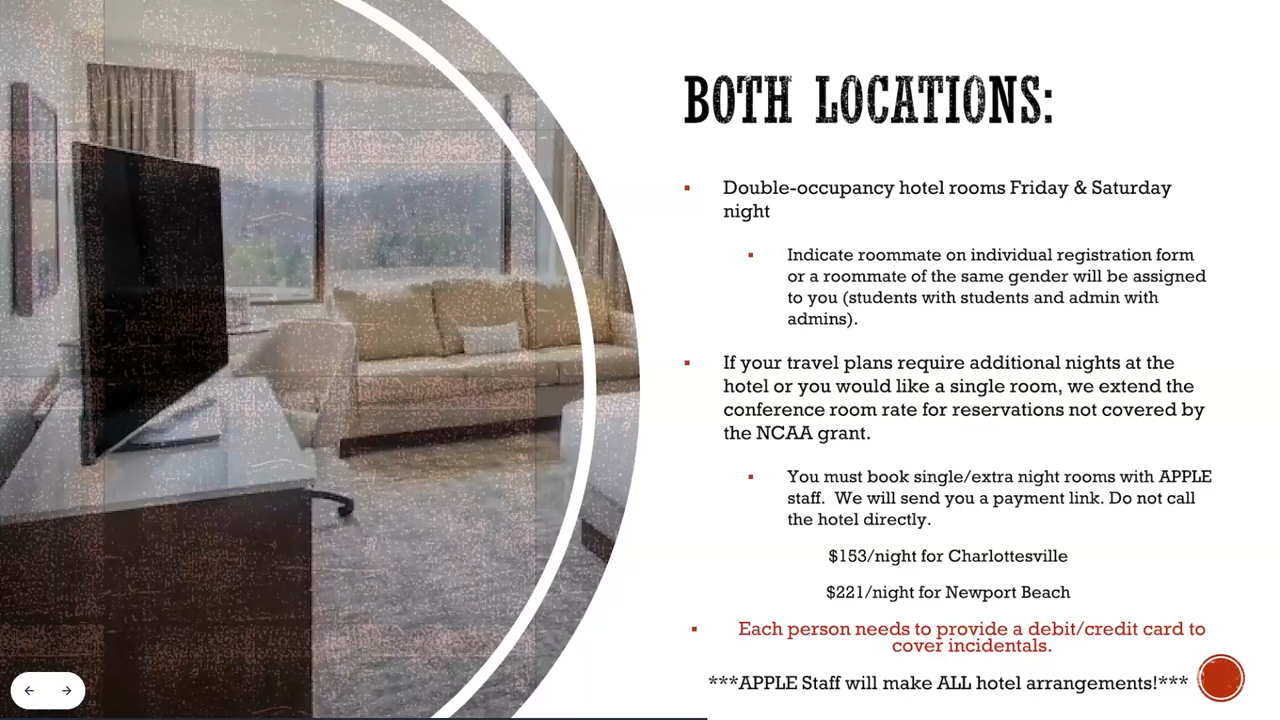 BOTH LOCATIONS:
Double-occupancy hotel rooms Friday & Saturday
night
Indicate roommate on individual registration form
or a roommate of the same gender will be assigned
to you (students with students and admin with
admins).
If your travel plans require additional nights at the
hotel or you would like a single room, we extend the
conference room rate for reservations not covered by
the NCAA grant.
You must book single/extra night rooms with APPLE
staff.  We will send you a payment link. Do not call
the hotel directly.
$153/night for Charlottesville
$221/night for Newport Beach
Each person needs to provide a debit/credit card to
cover incidentals.
***APPLE Staff will make ALL hotel arrangements!***